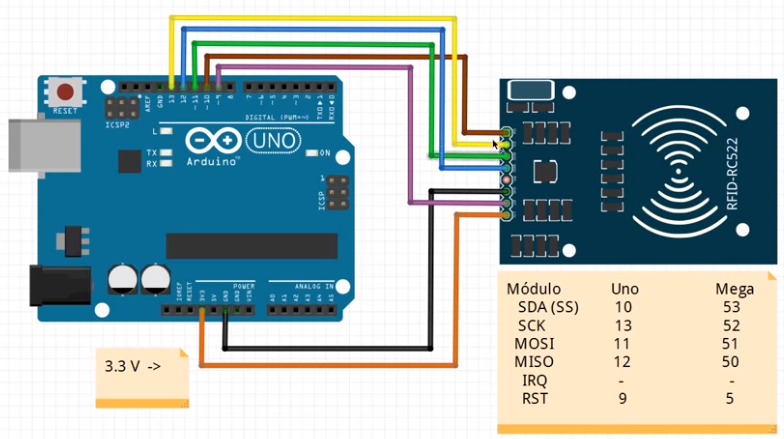 RESET
ICSP2
AREF
GND
13
12
~11
~10
~9
8
7
~6
~5
4
~3
2
TXD▶1
RXD◀0
DIGITAL (PWM=~)
L
TX
RX
Arduino™
UNO
ON
1
ICSP
IOREF
RESET
3V3
5V
GND
GND
VIN
POWER
ANALOG IN
A0
A1
A2
A3
A4
A5
RFID-RC522
3.3 V ->
Módulo Uno Mega
SDA (SS) 10 53
SCK 13 52
MOSI 11 51
MISO 12 50
IRQ - -
RST 9 5